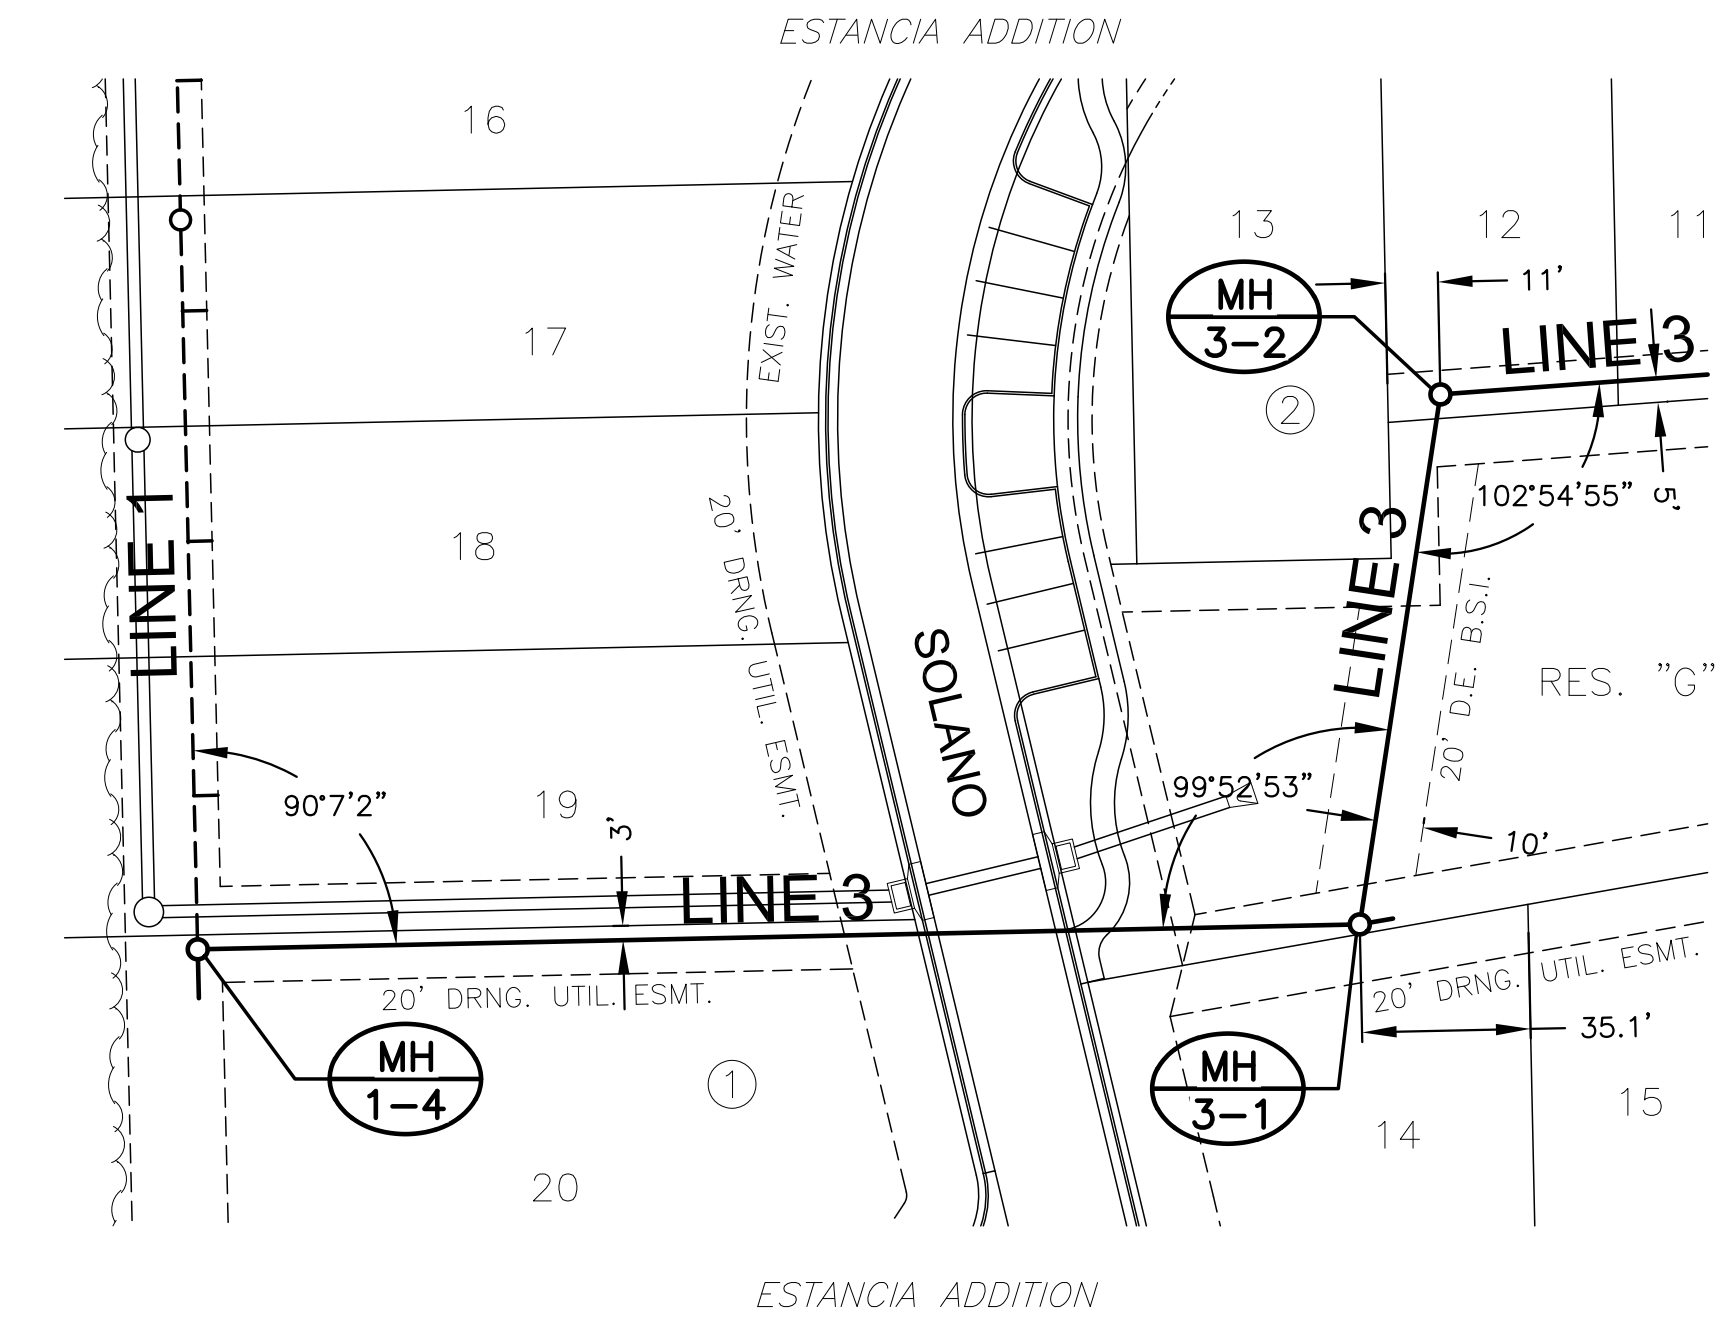 ESTANCIA ADDITION
16
EXIST. WATER
13
12
11
MH
3-2
11'
LINE 3
17
2
5'
102°54'55"
LINE 3
LINE 1
18
20' DRNG. UTIL. ESMT.
SOLANO
20' D.E. B.S.I.
RES. "G"
90°7'2"
19
3'
99°52'53"
10'
LINE 3
20' DRNG. UTIL. ESMT.
20' DRNG. UTIL. ESMT.
35.1'
MH
1-4
1
MH
3-1
14
15
20
ESTANCIA ADDITION